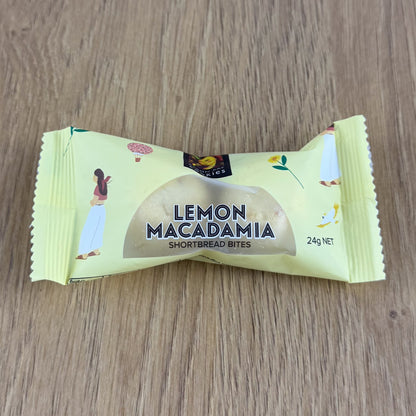 LEMON
MACADAMIA
SHORTBREAD BITES
24g NET